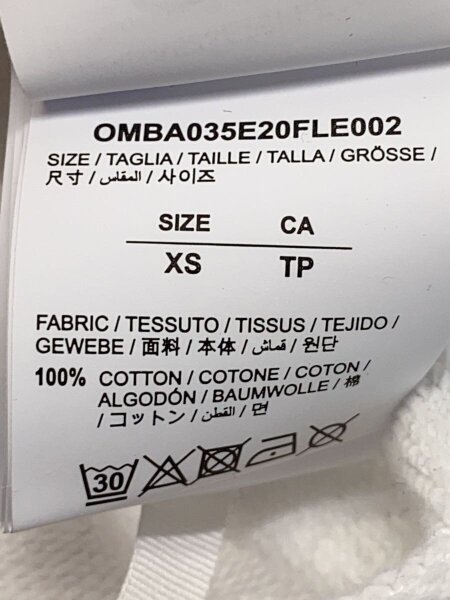 OMBA035E20FLE002
SIZE / TAGLIA / TAILLE / TALLA / GRÖSSE /
尺寸 / المقاس / 사이즈
SIZE CA
XS TP
FABRIC / TESSUTO / TISSUS / TEJIDO /
GEWEBE / 面料 / 本体 / قماش / 원단
100% COTTON / COTONE / COTON /
ALGODÓN / BAUMWOLLE / 棉
/ コットン / القطن / 면
30